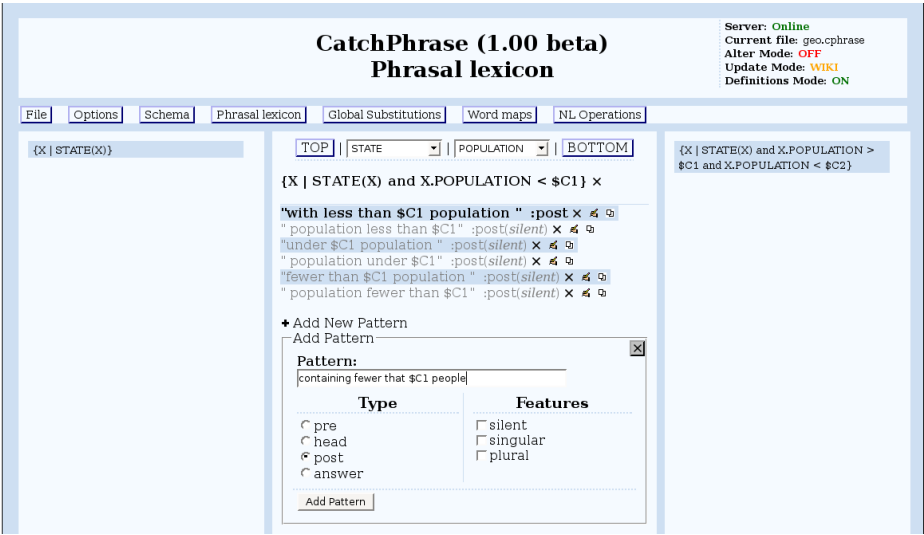 CatchPhrase (1.00 beta)
Phrasal lexicon
Server: Online
Current file: geo.cphrase
Alter Mode: OFF
Update Mode: WIKI
Definitions Mode: ON
File Options Schema Phrasal lexicon Global Substitutions Word maps NL Operations
{X | STATE(X)}
TOP | STATE | POPULATION | BOTTOM
{X | STATE(X) and X.POPULATION < $C1} ×
"with less than $C1 population " :post ×
" population less than $C1" :post(silent) ×
"under $C1 population " :post(silent) ×
" population under $C1" :post(silent) ×
"fewer than $C1 population " :post(silent) ×
" population fewer than $C1" :post(silent) ×
+ Add New Pattern
Add Pattern
Pattern:
containing fewer that $C1 people
Type
pre
head
post
answer
Features
silent
singular
plural
Add Pattern
{X | STATE(X) and X.POPULATION >
$C1 and X.POPULATION < $C2}